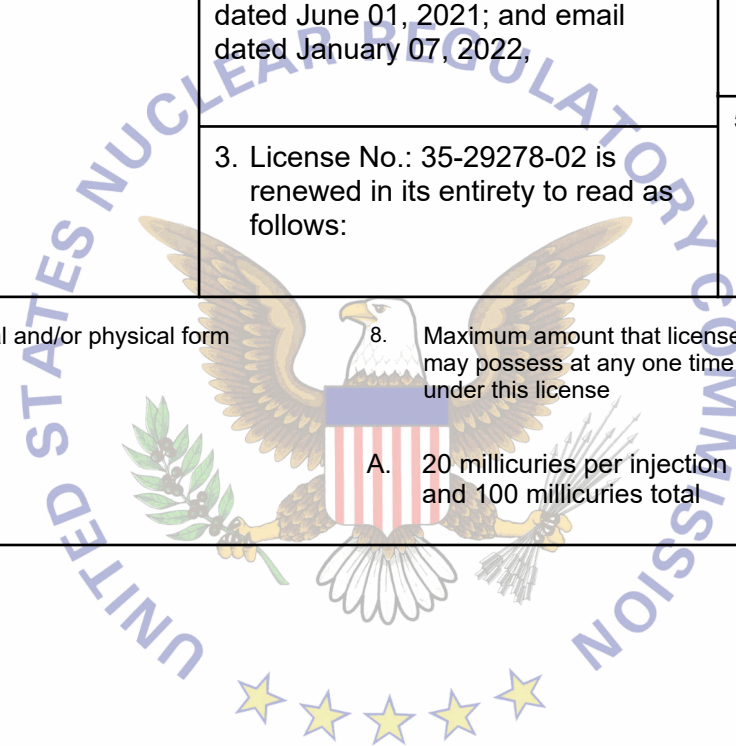 dated June 01, 2021; and email
dated January 07, 2022,
3. License No.: 35-29278-02 is
renewed in its entirety to read as
follows:
and/or physical form
8. Maximum amount that
may possess at any one time
under this license
A. 20 millicuries per injection
and 100 millicuries total
UNITED STATES NUCLEAR REGULATORY COMMISSION